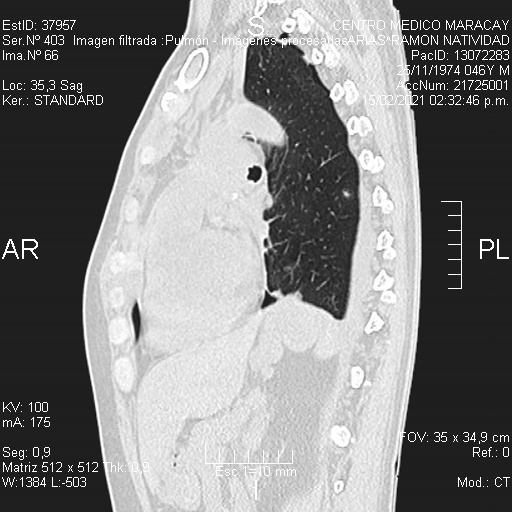 EstID: 37957
Ser.Nº 403 Imagen filtrada :Pulmón - Imágenes procesadas
Ima.Nº 66
Loc: 35,3 Sag
Ker.: STANDARD
S
CENTRO MEDICO MARACAY
ARIAS^RAMON NATIVIDAD
PacID: 13072283
25/11/1974 046Y M
AccNum: 21725001
15/02/2021 02:32:46 p.m.
AR
PL
KV: 100
mA: 175
Seg: 0,9
Matriz 512 x 512 Thk: 0,9
W:1384 L:-503
Esc 1=10 mm
I
FOV: 35 x 34,9 cm
Ref.: 0
Mod.: CT